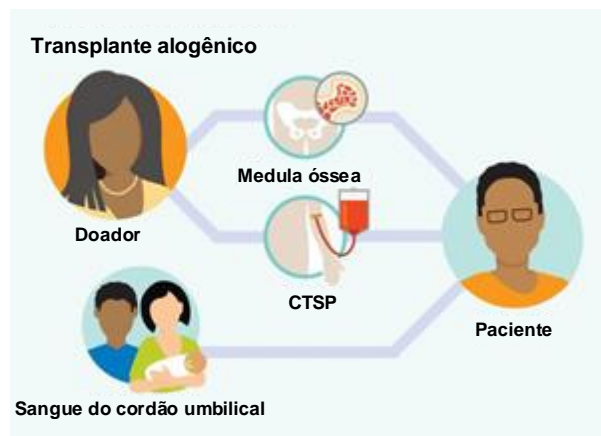 Transplante alogênico
Medula óssea
Doador
CTSP
Paciente
Sangue do cordão umbilical